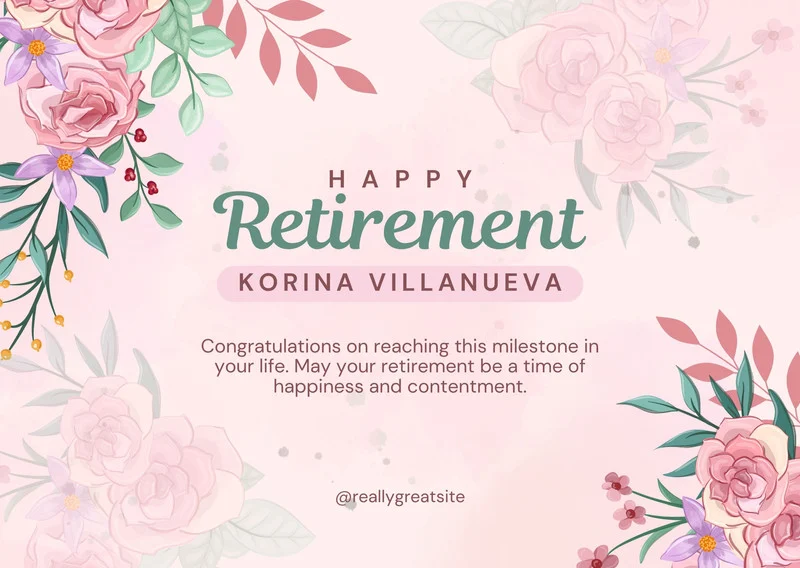 HAPPY
Retirement
KORINA VILLANUEVA
Congratulations on reaching this milestone in
your life. May your retirement be a time of
happiness and contentment.
@reallygreatsite